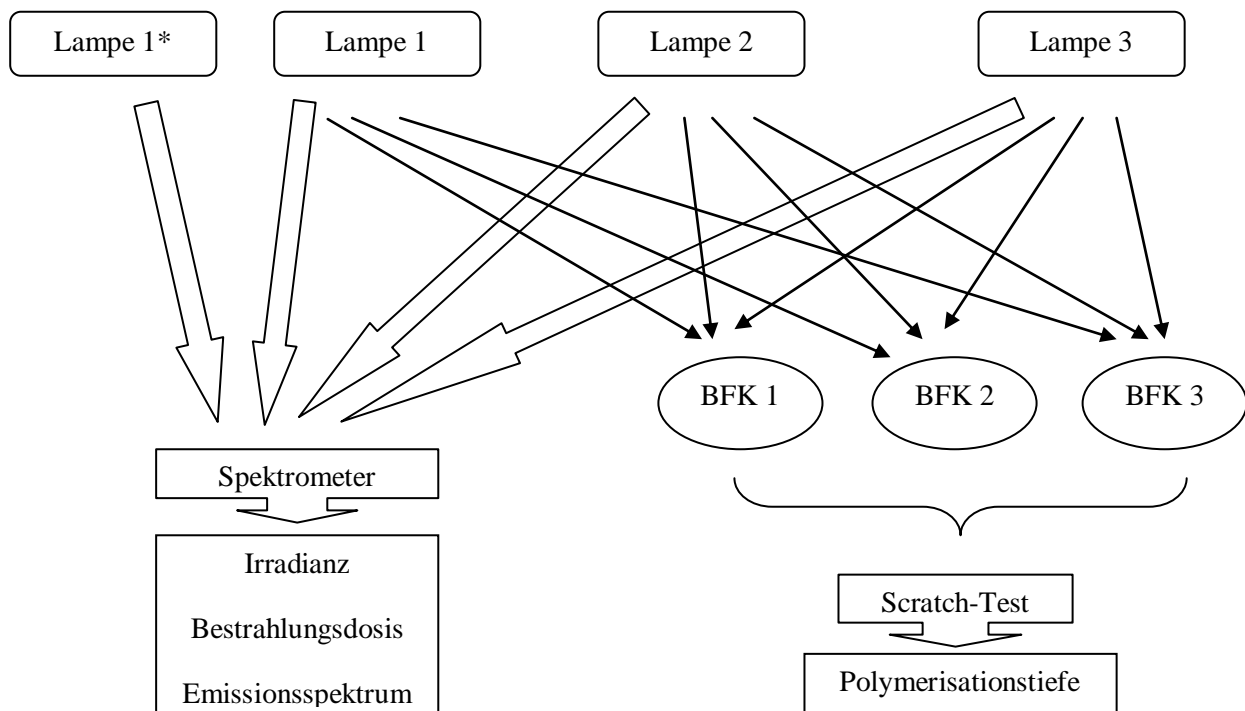 Lampe 1*
Lampe 1
Lampe 2
Lampe 3
BFK 1
BFK 2
BFK 3
Spektrometer
Irradianz
Bestrahlungsdosis
Emissionsspektrum
Scratch-Test
Polymerisationstiefe